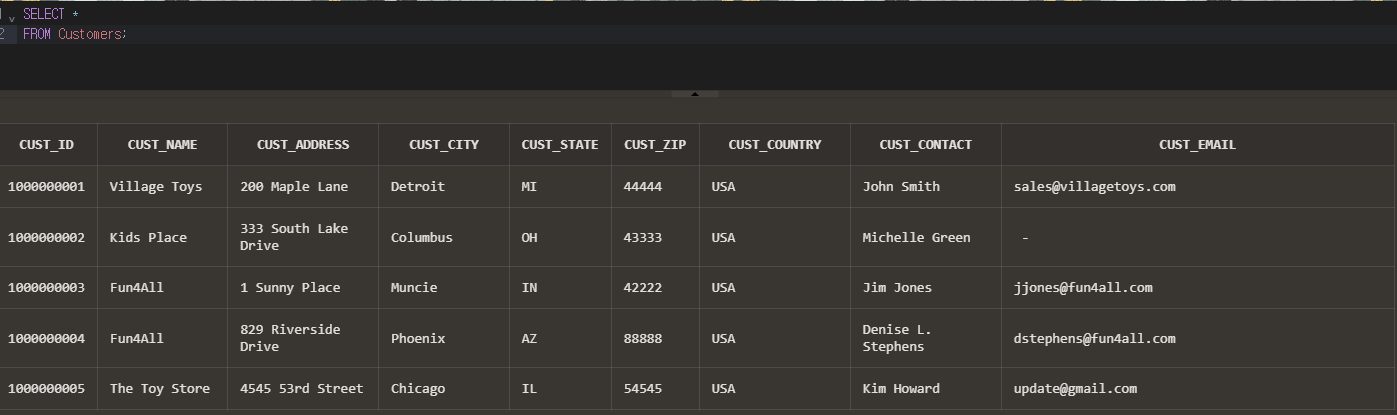 SELECT *
2 FROM Customers;
CUST_ID CUST_NAME CUST_ADDRESS CUST_CITY CUST_STATE CUST_ZIP CUST_COUNTRY CUST_CONTACT CUST_EMAIL
1000000001 Village Toys 200 Maple Lane Detroit MI 44444 USA John Smith sales@villagetoys.com
1000000002 Kids Place 333 South Lake Drive Columbus OH 43333 USA Michelle Green -
1000000003 Fun4All 1 Sunny Place Muncie IN 42222 USA Jim Jones jjones@fun4all.com
1000000004 Fun4All 829 Riverside Drive Phoenix AZ 88888 USA Denise L. Stephens dstephens@fun4all.com
1000000005 The Toy Store 4545 53rd Street Chicago IL 54545 USA Kim Howard update@gmail.com